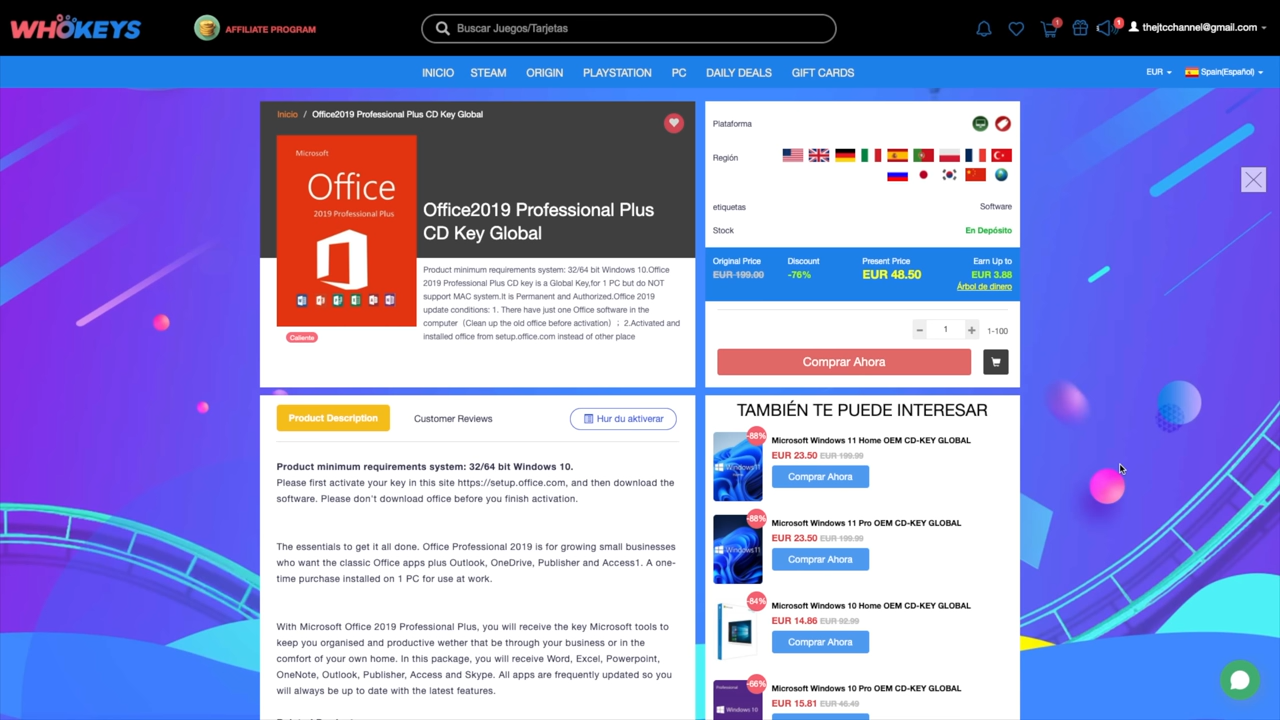 WHOKEYS
AFFILIATE PROGRAM
Buscar Juegos/Tarjetas
1
1
thejtcchannel@gmail.com
INICIO STEAM ORIGIN PLAYSTATION PC DAILY DEALS GIFT CARDS
EUR
Spain(Español)
Inicio / Office2019 Professional Plus CD Key Global
Microsoft
Office
2019 Professional Plus
Caliente
Office2019 Professional Plus
CD Key Global
Product minimum requirements system: 32/64 bit Windows 10.Office
2019 Professional Plus CD key is a Global Key,for 1 PC but do NOT
support MAC system.It is Permanent and Authorized.Office 2019
update conditions: 1. There have just one Office software in the
computer（Clean up the old office before activation）；2.Activated and
installed office from setup.office.com instead of other place
Plataforma
Región
etiquetas Software
Stock En Depósito
Original Price Discount Present Price Earn Up to
EUR 199.00 -76% EUR 48.50 EUR 3.88
Árbol de dinero
− 1 + 1-100
Comprar Ahora
Product Description Customer Reviews Hur du aktiverar
Product minimum requirements system: 32/64 bit Windows 10.
Please first activate your key in this site https://setup.office.com, and then download the
software. Please don't download office before you finish activation.
The essentials to get it all done. Office Professional 2019 is for growing small businesses
who want the classic Office apps plus Outlook, OneDrive, Publisher and Access1. A one-
time purchase installed on 1 PC for use at work.
With Microsoft Office 2019 Professional Plus, you will receive the key Microsoft tools to
keep you organised and productive wether that be through your business or in the
comfort of your own home. In this package, you will receive Word, Excel, Powerpoint,
OneNote, Outlook, Publisher, Access and Skype. All apps are frequently updated so you
will always be up to date with the latest features.
TAMBIÉN TE PUEDE INTERESAR
-88%
Windows 11
Microsoft Windows 11 Home OEM CD-KEY GLOBAL
EUR 23.50 EUR 199.99
Comprar Ahora
-88%
Windows11
Microsoft Windows 11 Pro OEM CD-KEY GLOBAL
EUR 23.50 EUR 199.99
Comprar Ahora
-84%
Microsoft Windows 10 Home OEM CD-KEY GLOBAL
EUR 14.86 EUR 92.99
Comprar Ahora
-66%
Professional
Windows 10
Microsoft Windows 10 Pro OEM CD-KEY GLOBAL
EUR 15.81 EUR 46.49